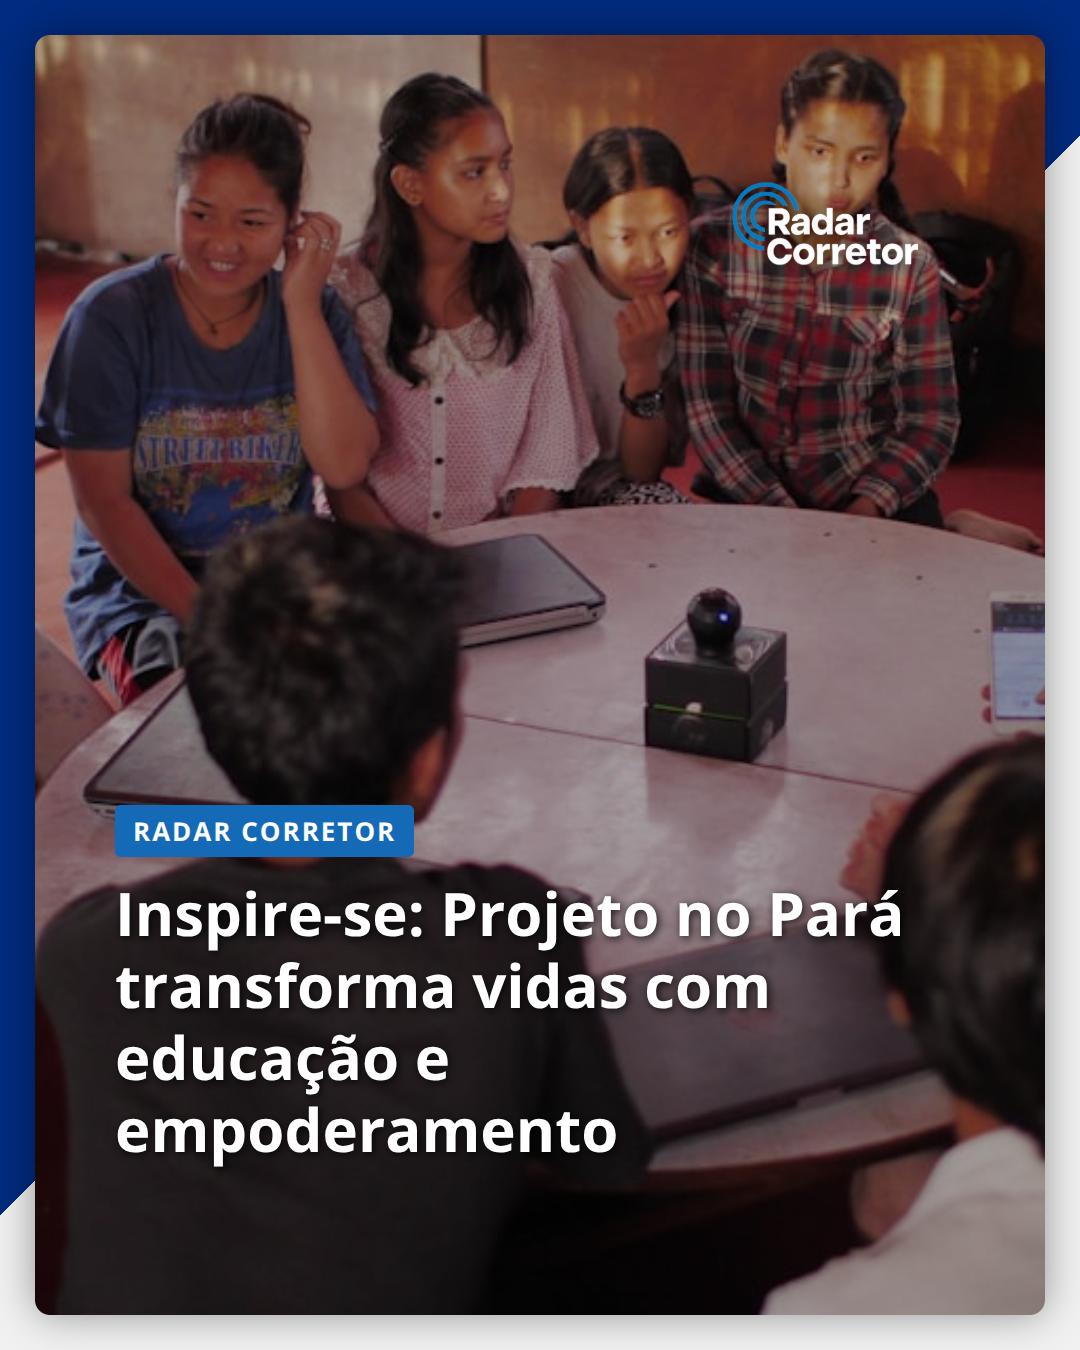 Radar
Corretor
STREET BIKER
RADAR CORRETOR
Inspire-se: Projeto no Pará
transforma vidas com
educação e
empoderamento